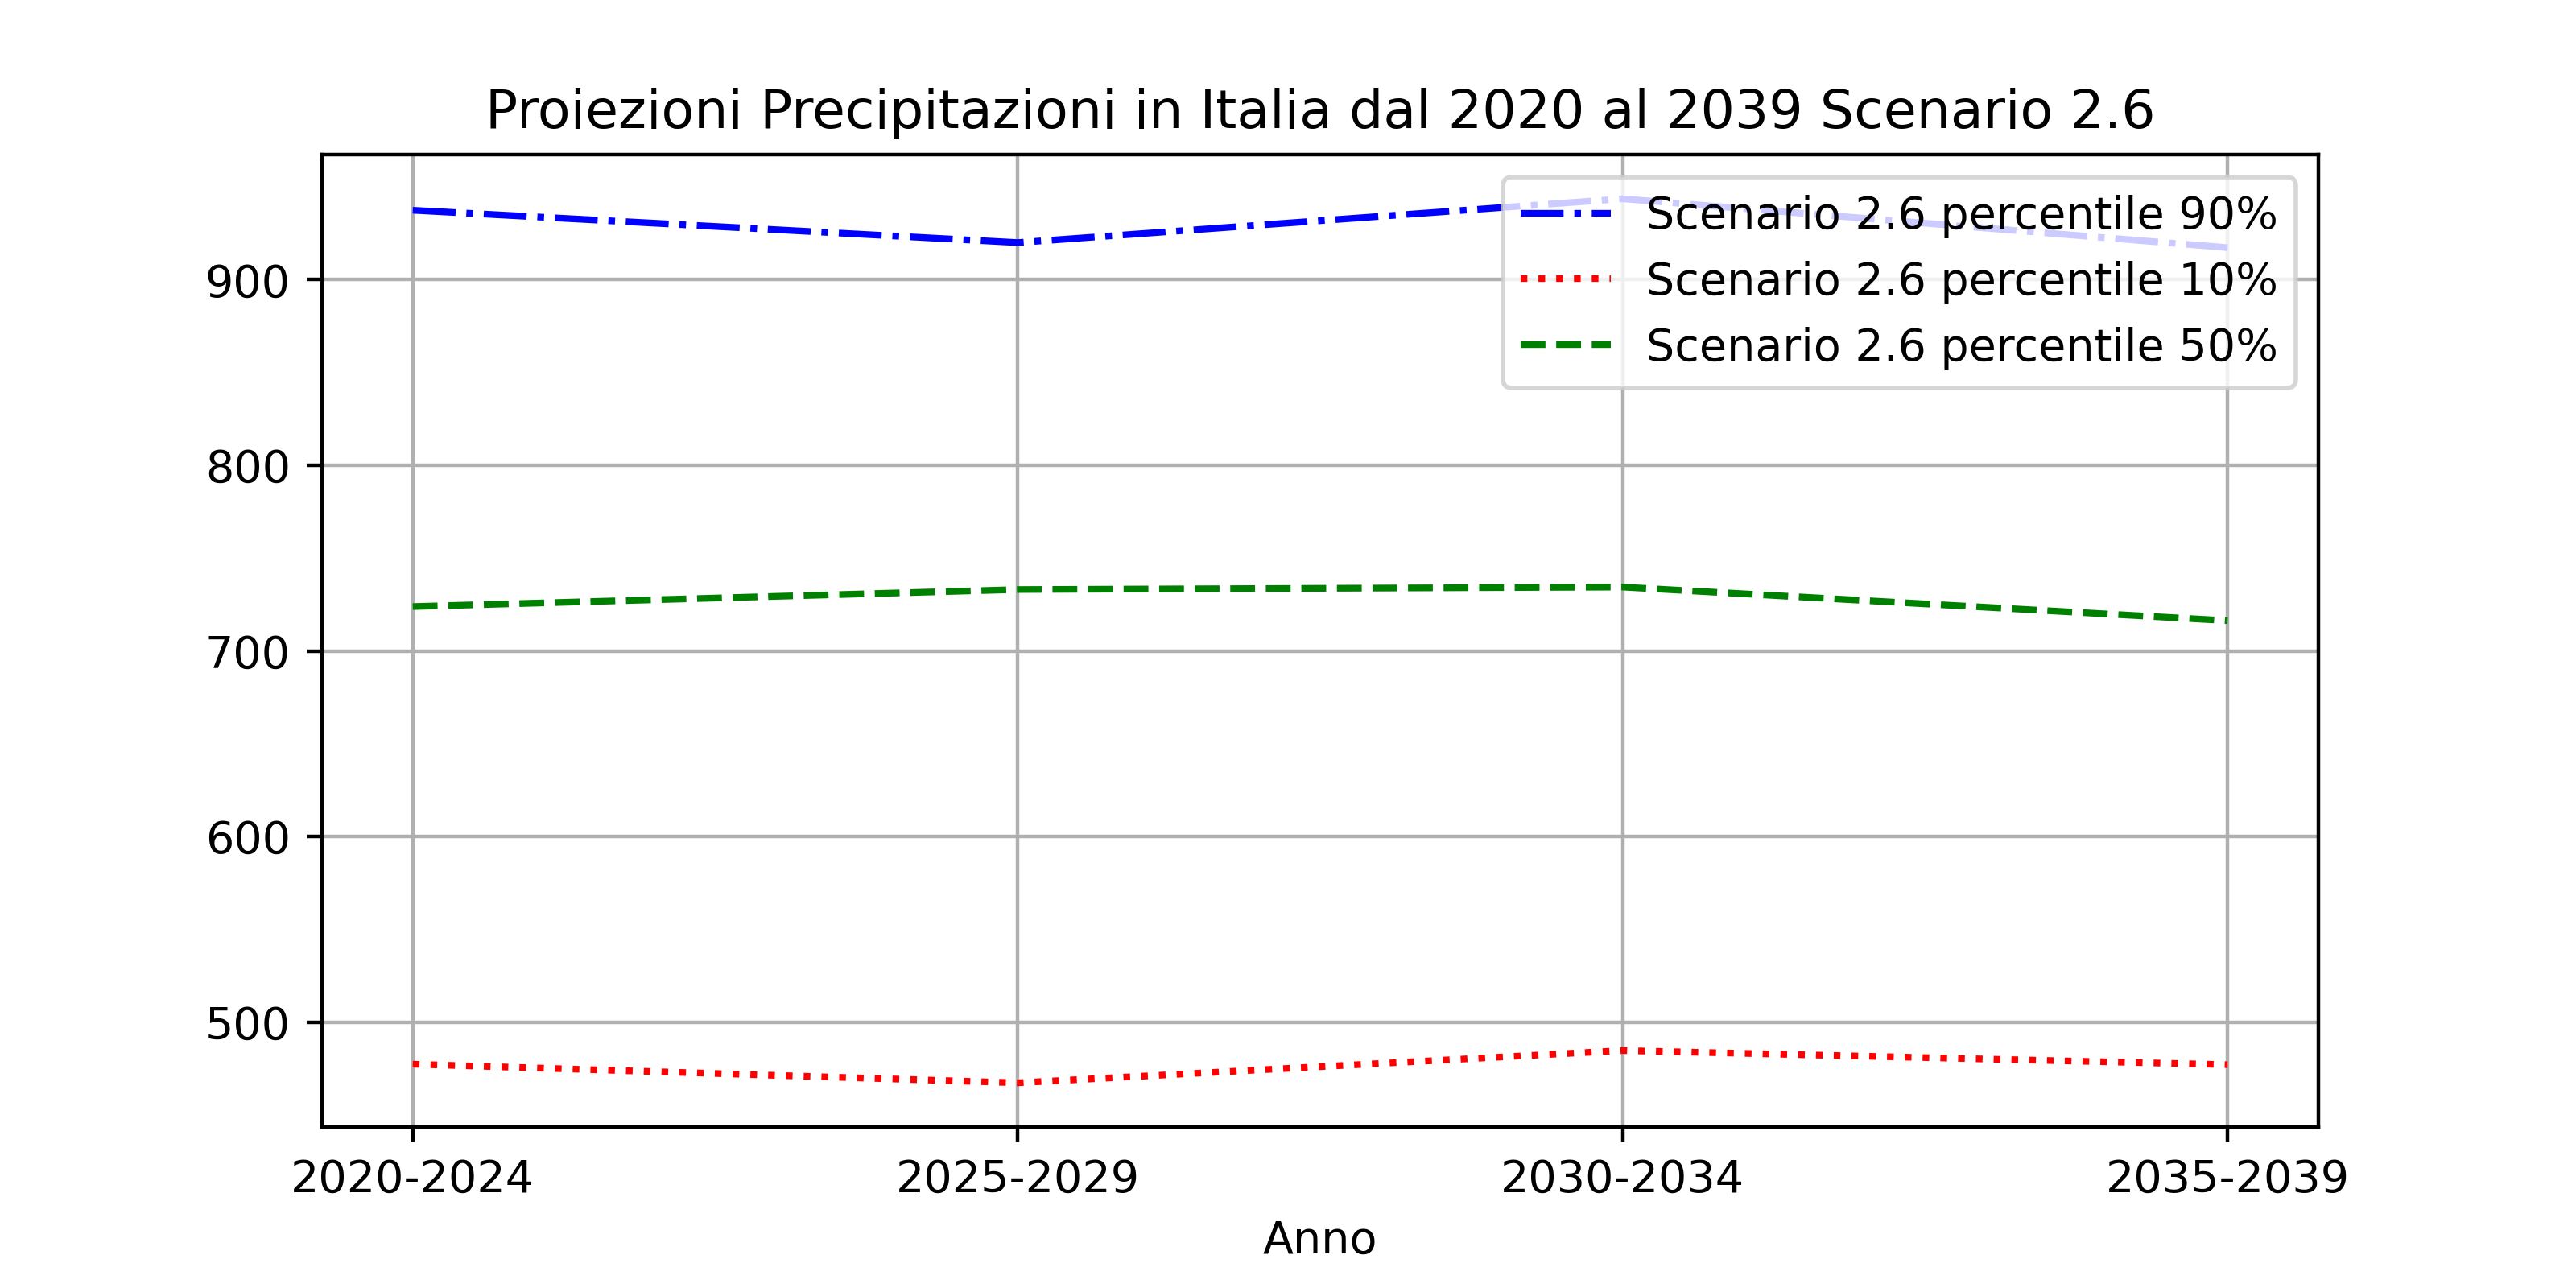 Proiezioni Precipitazioni in Italia dal 2020 al 2039 Scenario 2.6
Scenario 2.6 percentile 90%
Scenario 2.6 percentile 10%
Scenario 2.6 percentile 50%
900
800
700
600
500
2020-2024 2025-2029 2030-2034 2035-2039
Anno